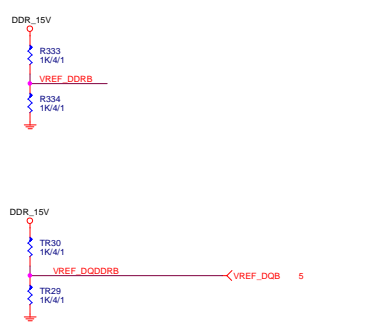 DDR_15V
R333
1K/4/1
VREF_DDRB
R334
1K/4/1
DDR_15V
TR30
1K/4/1
VREF_DQDDRB
VREF_DQB 5
TR29
1K/4/1